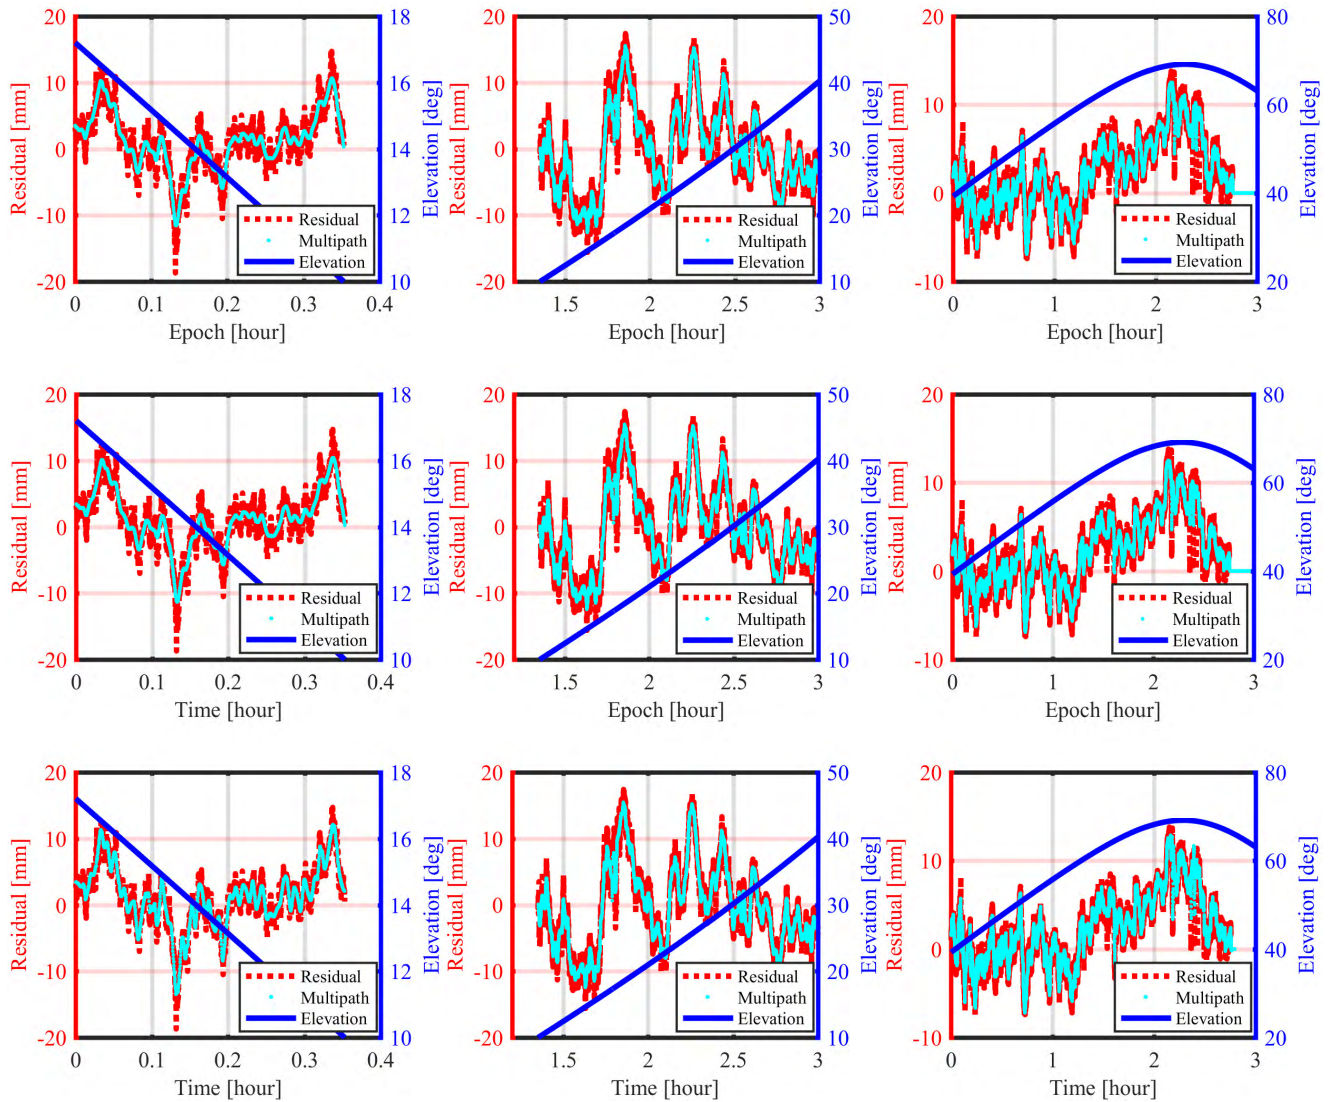 20
10
0
-10
-20
Residual [mm]
18
16
14
12
10
Elevation [deg]
Residual
Multipath
Elevation
0
0.1
0.2
0.3
0.4
Epoch [hour]
20
10
0
-10
-20
Residual [mm]
50
40
30
20
10
Elevation [deg]
Residual
Multipath
Elevation
1.5
2
2.5
3
Epoch [hour]
20
10
0
-10
Residual [mm]
80
60
40
20
Elevation [deg]
Residual
Multipath
Elevation
0
1
2
3
Epoch [hour]
20
10
0
-10
-20
Residual [mm]
18
16
14
12
10
Elevation [deg]
Residual
Multipath
Elevation
0
0.1
0.2
0.3
0.4
Time [hour]
20
10
0
-10
-20
Residual [mm]
50
40
30
20
10
Elevation [deg]
Residual
Multipath
Elevation
1.5
2
2.5
3
Epoch [hour]
20
10
0
-10
Residual [mm]
80
60
40
20
Elevation [deg]
Residual
Multipath
Elevation
0
1
2
3
Epoch [hour]
20
10
0
-10
-20
Residual [mm]
18
16
14
12
10
Elevation [deg]
Residual
Multipath
Elevation
0
0.1
0.2
0.3
0.4
Time [hour]
20
10
0
-10
-20
Residual [mm]
50
40
30
20
10
Elevation [deg]
Residual
Multipath
Elevation
1.5
2
2.5
3
Time [hour]
20
10
0
-10
Residual [mm]
80
60
40
20
Elevation [deg]
Residual
Multipath
Elevation
0
1
2
3
Time [hour]